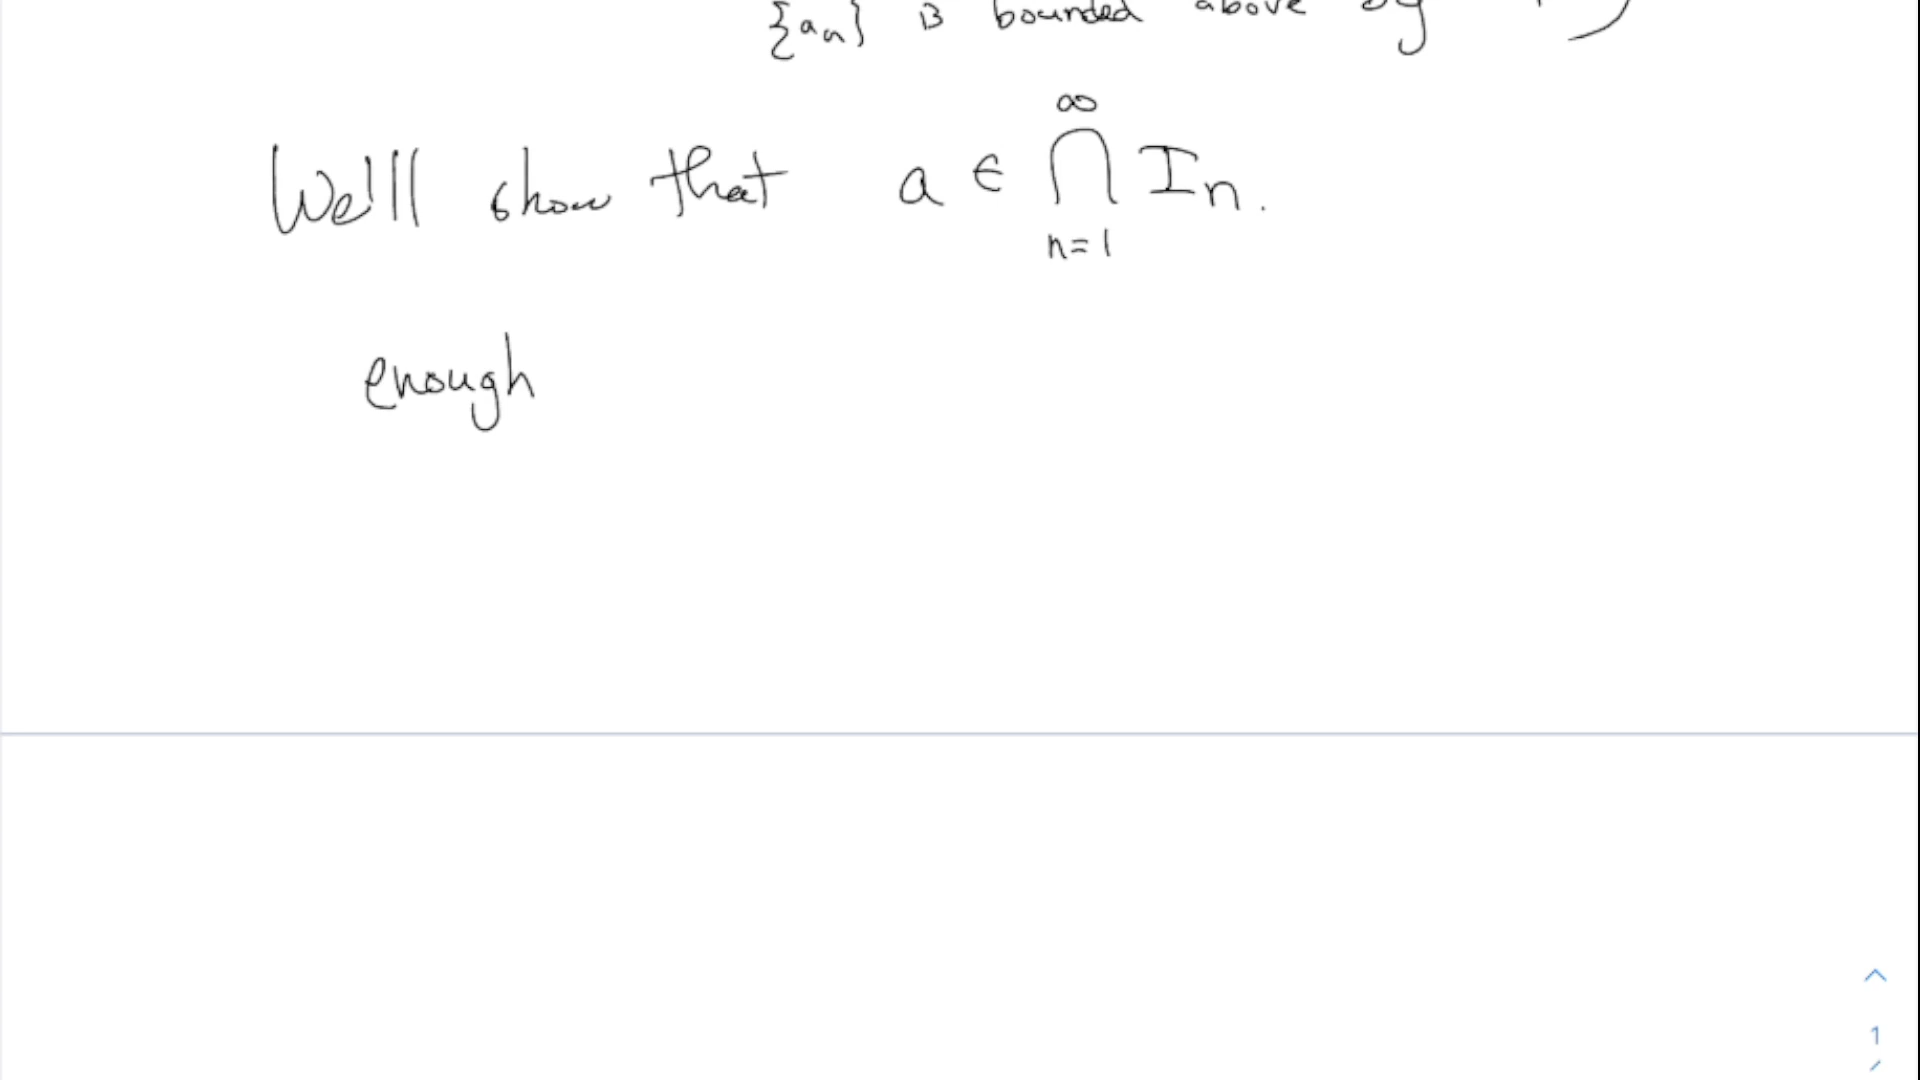 {aₙ} is bounded above by
We'll show that a ∈ ⋂ₙ₌₁^∞ Iₙ.
enough
1